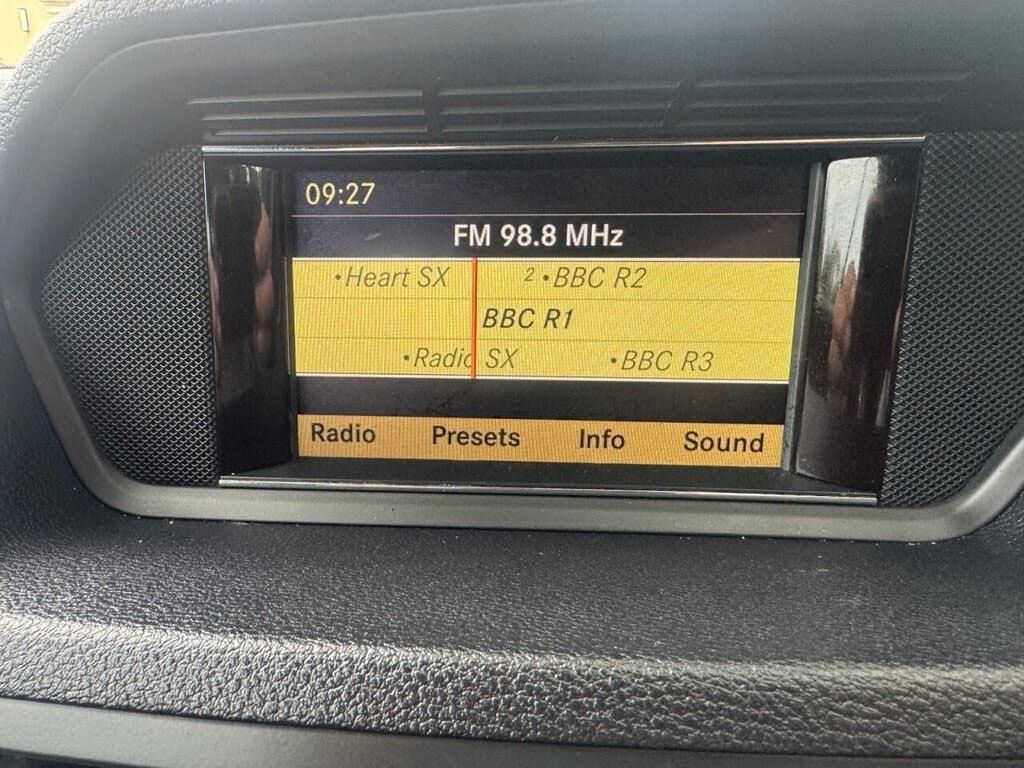 09:27
FM 98.8 MHz
•Heart SX 2 •BBC R2
BBC R1
•Radio SX •BBC R3
Radio Presets Info Sound